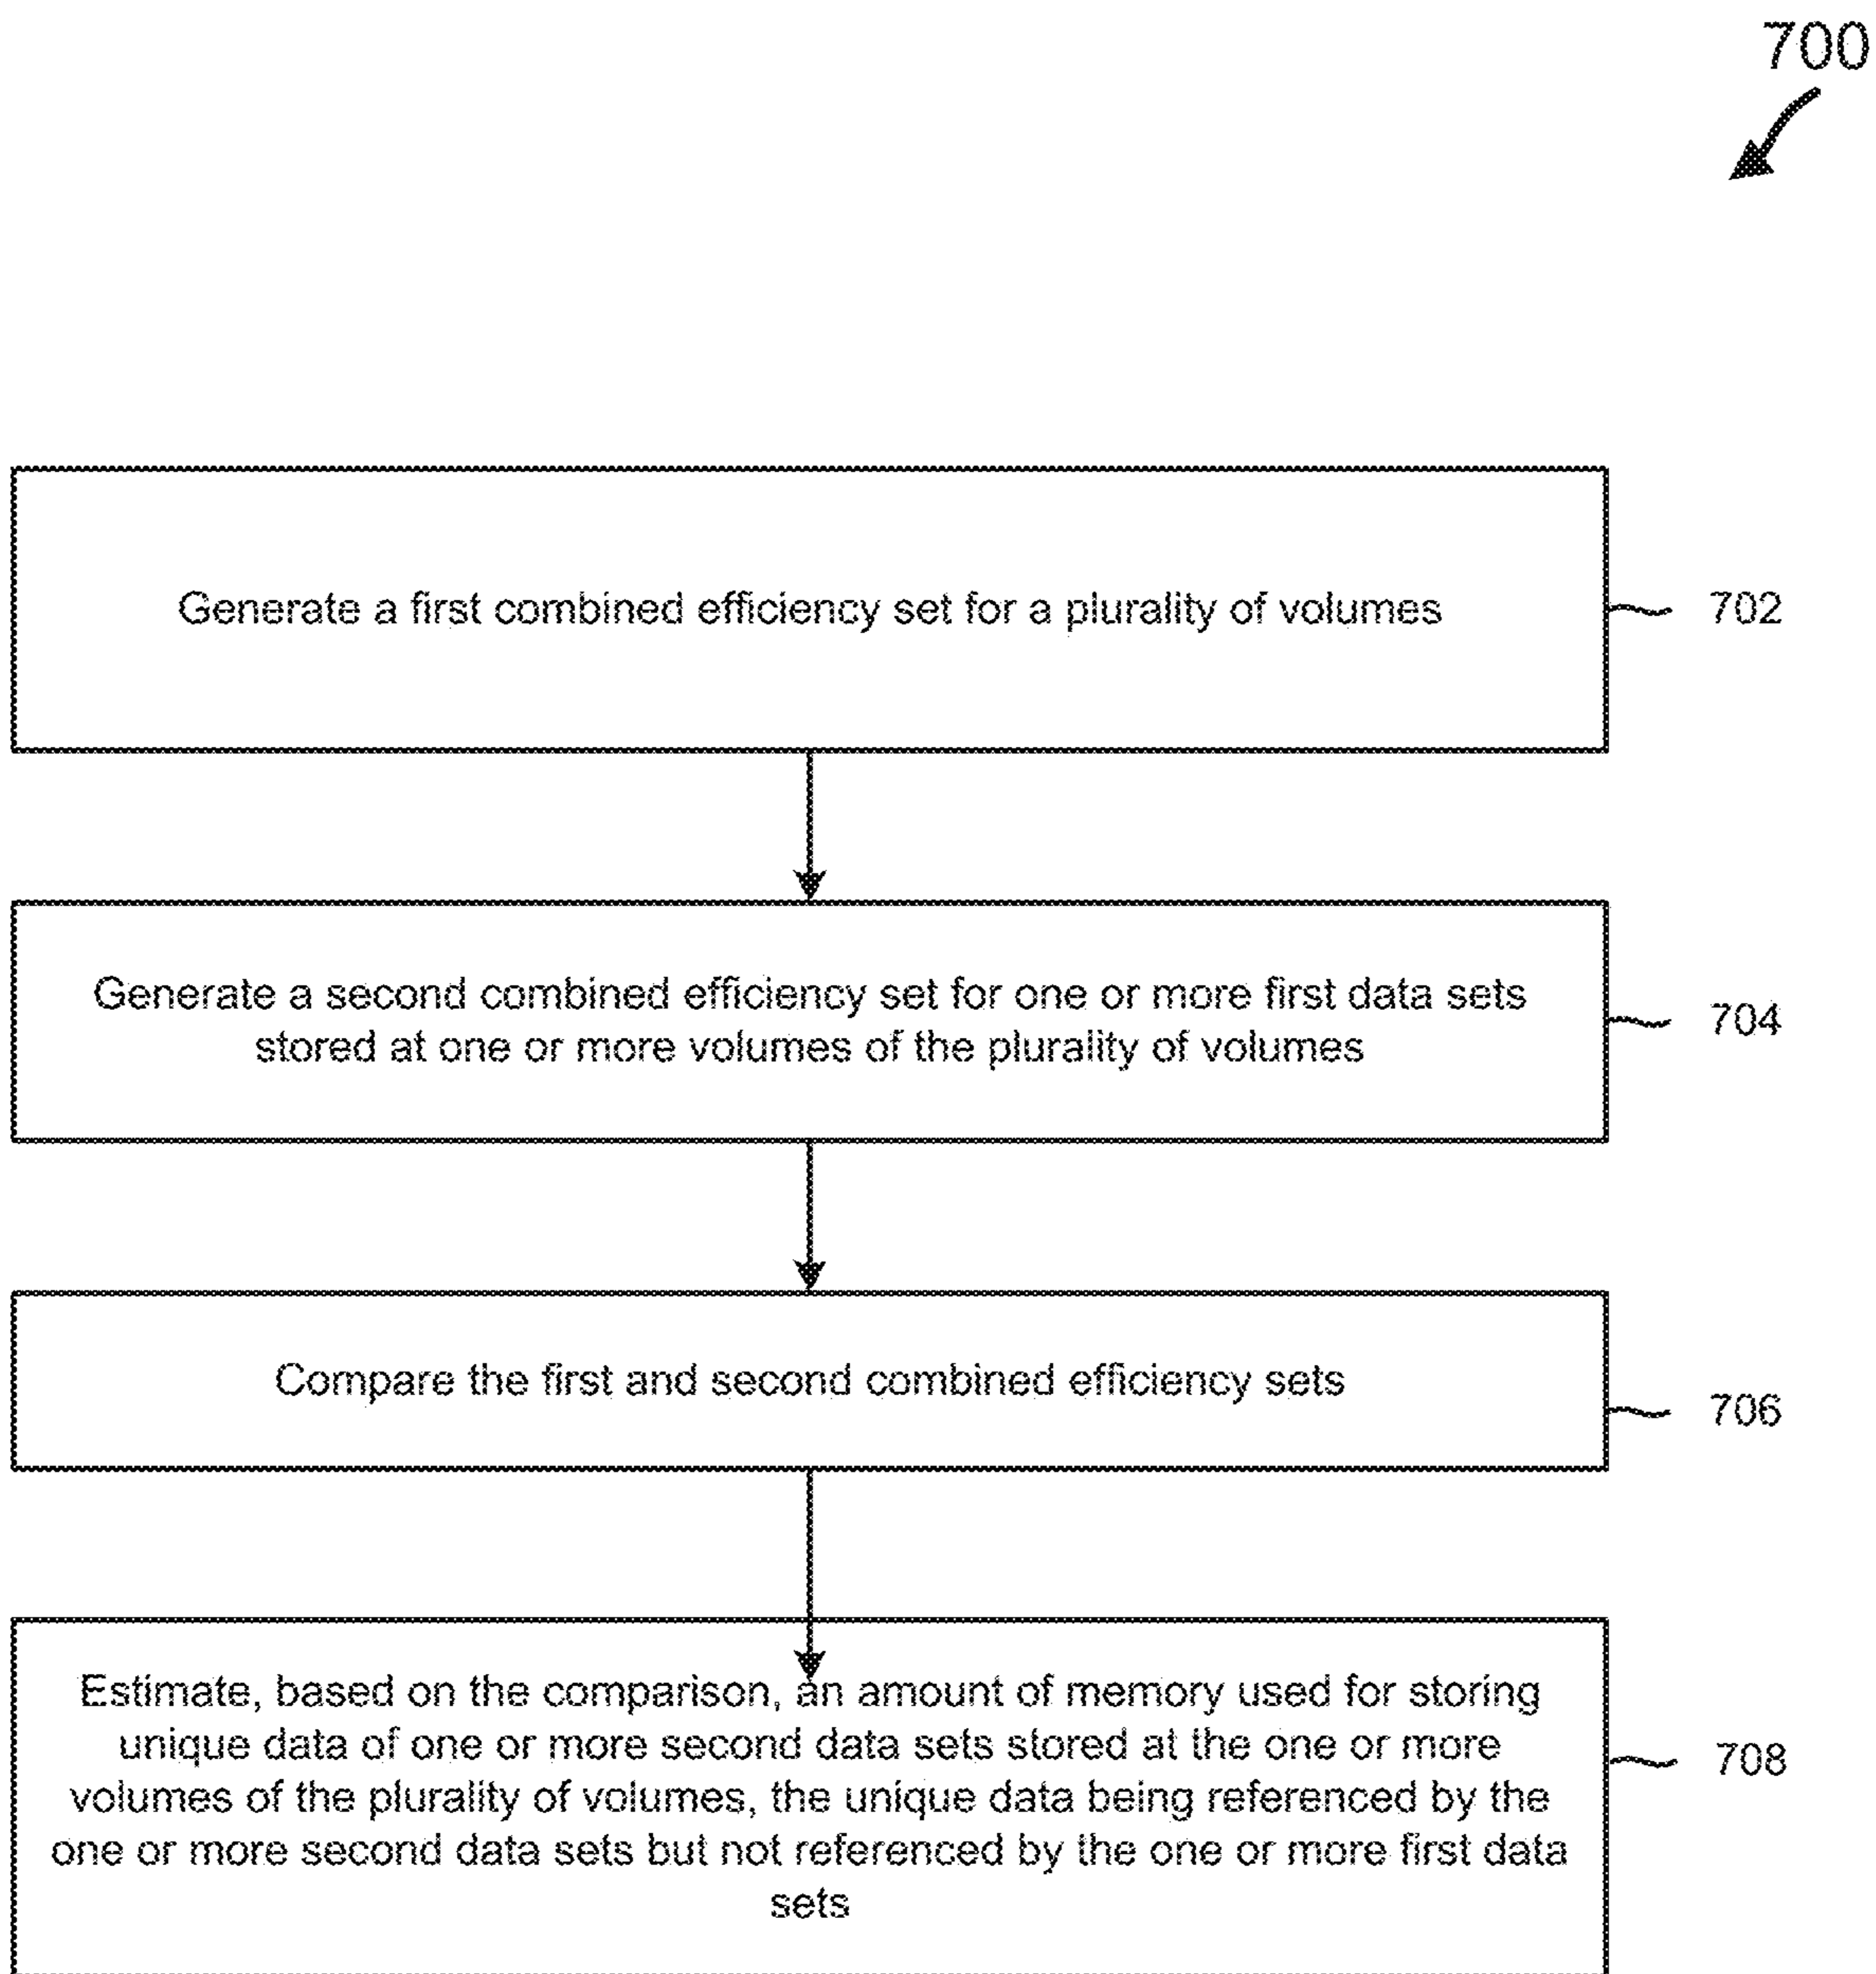 700
Generate a first combined efficiency set for a plurality of volumes
702
Generate a second combined efficiency set for one or more first data sets
stored at one or more volumes of the plurality of volumes
704
Compare the first and second combined efficiency sets
706
Estimate, based on the comparison, an amount of memory used for storing
unique data of one or more second data sets stored at the one or more
volumes of the plurality of volumes, the unique data being referenced by the
one or more second data sets but not referenced by the one or more first data
sets
708